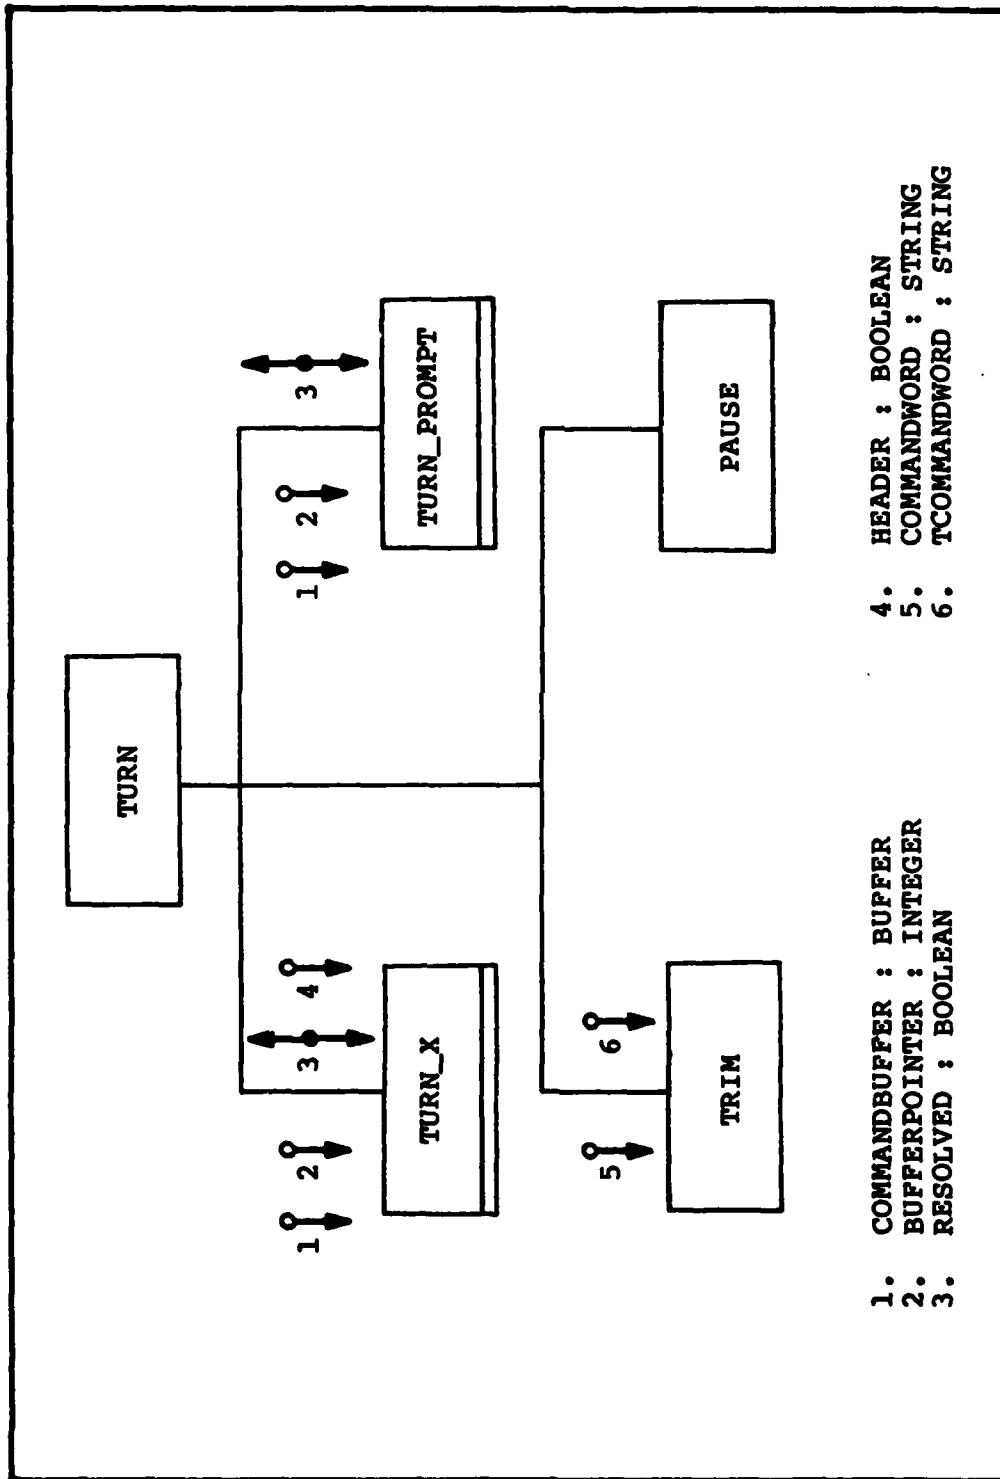 TURN
1 2 3 4
1 2 3
TURN_X
TURN_PROMPT
5 6
TRIM
PAUSE
1. COMMANDBUFFER : BUFFER
2. BUFFERPOINTER : INTEGER
3. RESOLVED : BOOLEAN
4. HEADER : BOOLEAN
5. COMMANDWORD : STRING
6. TCOMMANDWORD : STRING